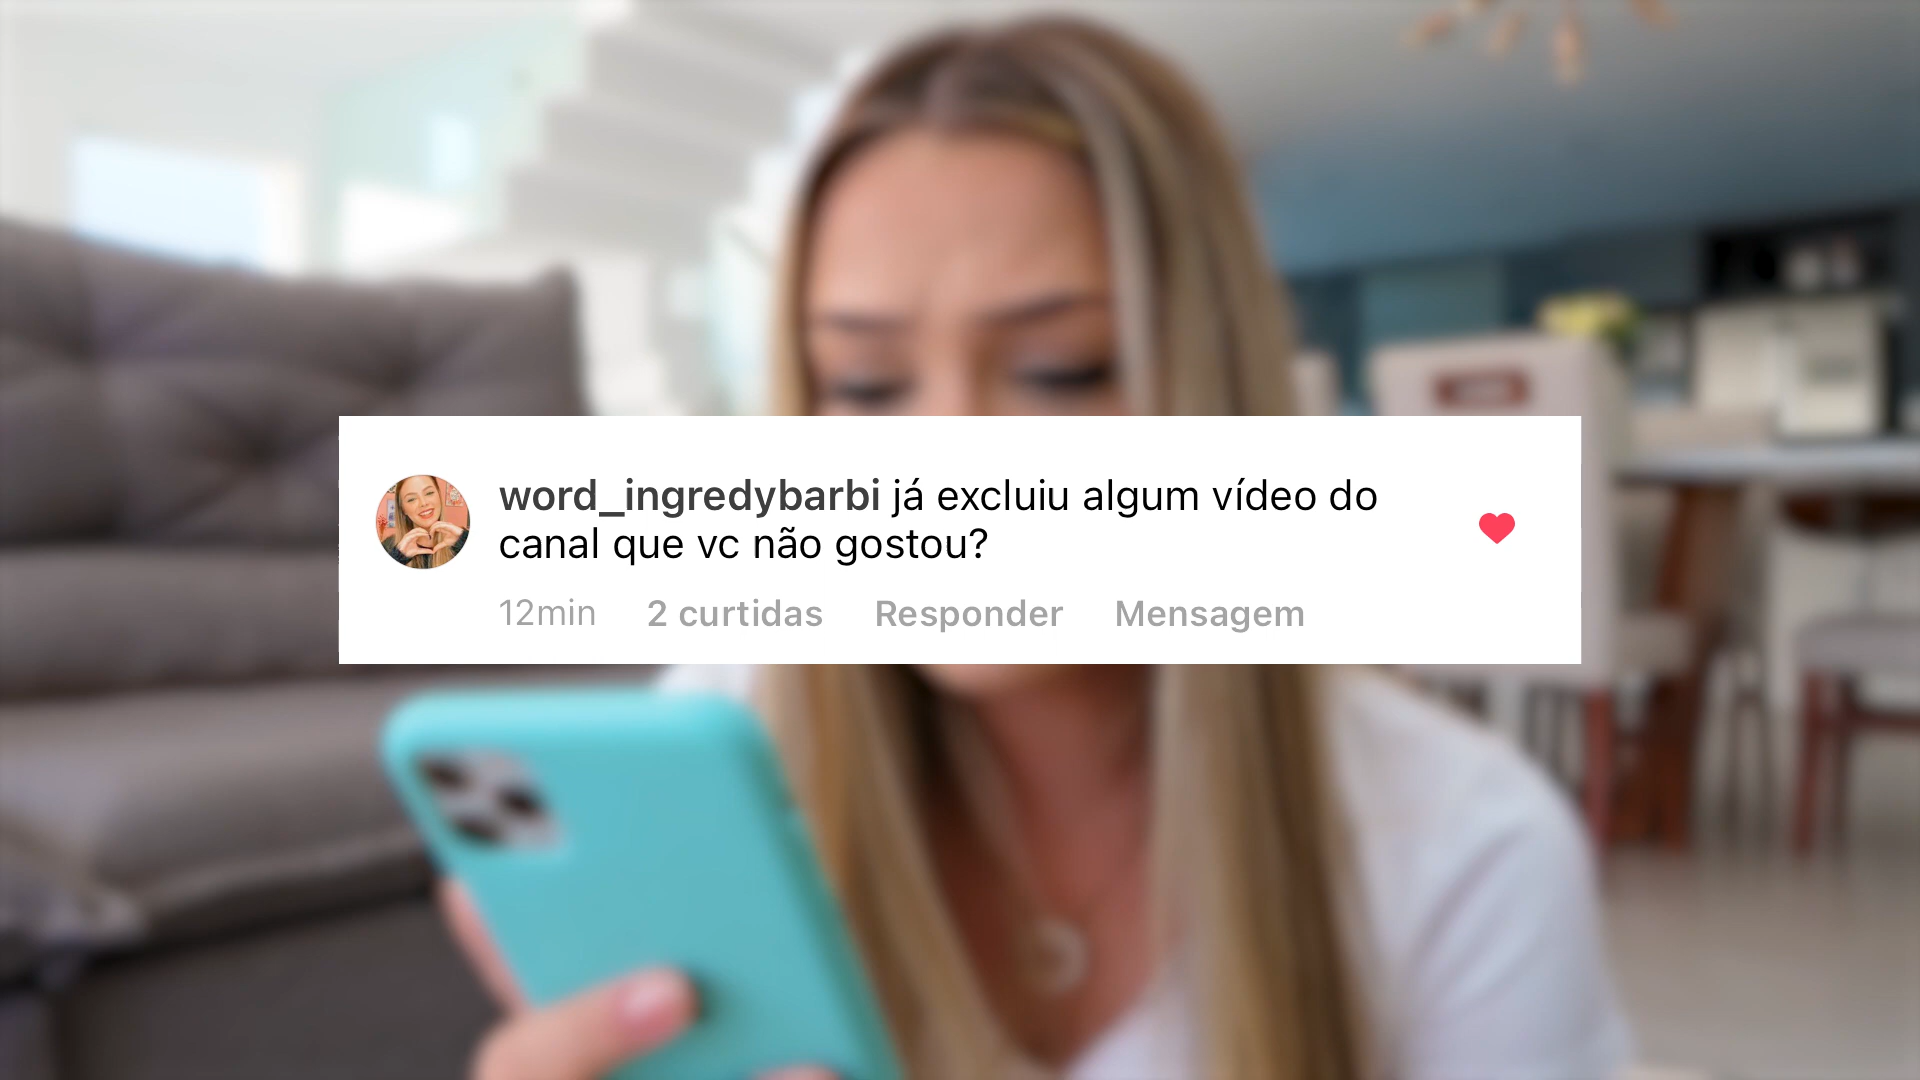 word_ingredybarbi já excluiu algum vídeo do
canal que vc não gostou?
12min 2 curtidas Responder Mensagem